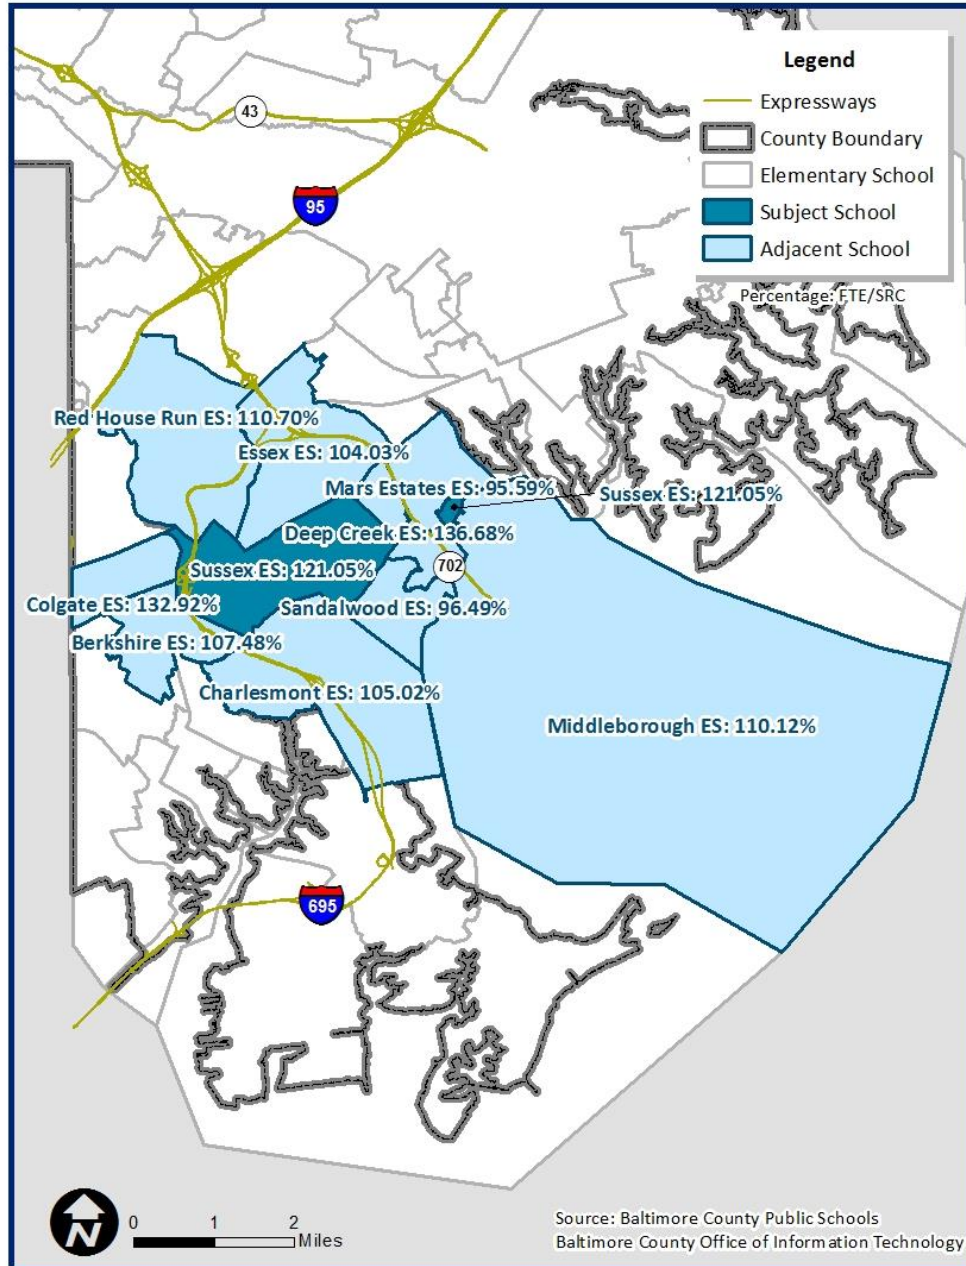 Legend
Expressways
County Boundary
Elementary School
Subject School
Adjacent School
Percentage: FTE/SRC
43
95
Red House Run ES: 110.70%
Essex ES: 104.03%
Mars Estates ES: 95.59%
Sussex ES: 121.05%
Deep Creek ES: 136.68%
702
Sussex ES: 121.05%
Colgate ES: 132.92%
Sandalwood ES: 96.49%
Berkshire ES: 107.48%
Charlesmont ES: 105.02%
Middleborough ES: 110.12%
695
N
0 1 2
Miles
Source: Baltimore County Public Schools
Baltimore County Office of Information Technology